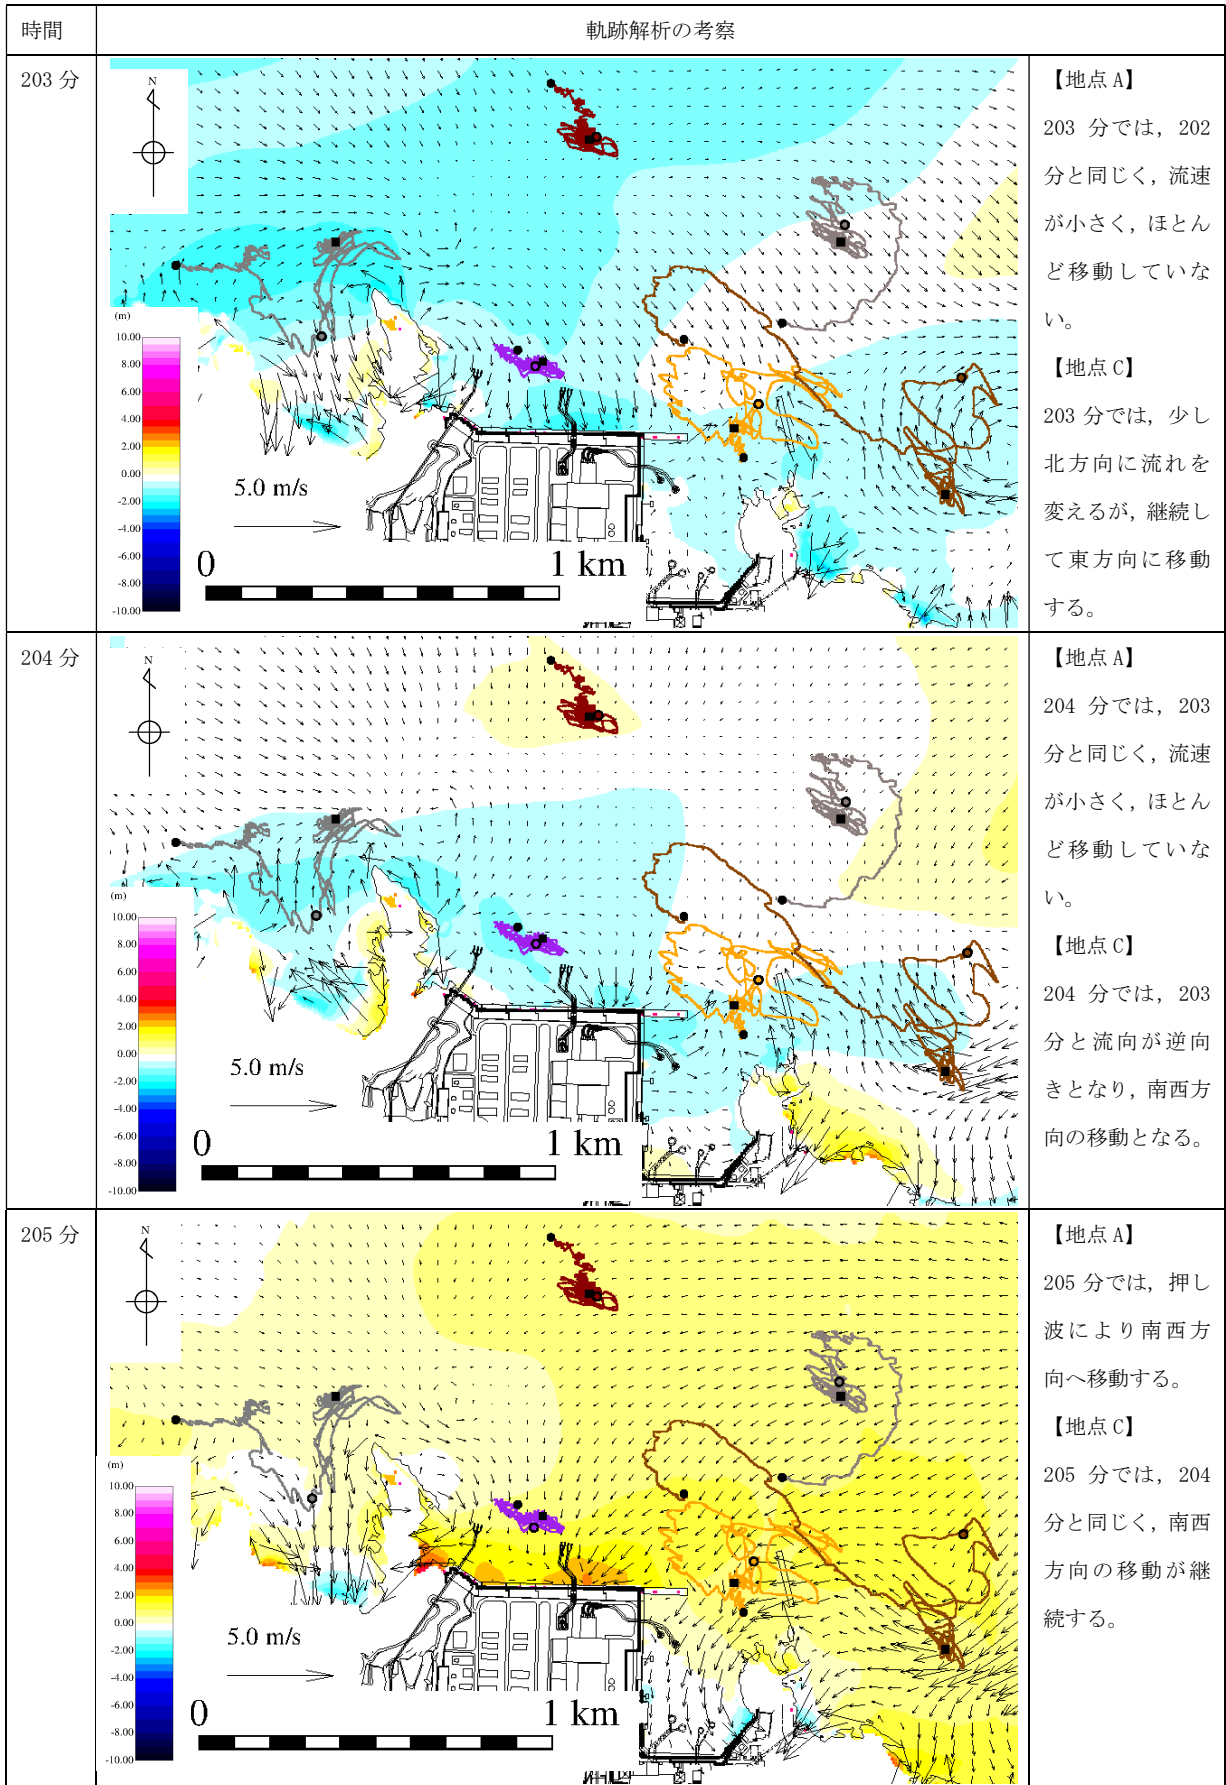 時間
軌跡解析の考察
203 分
N
(m)
10.00
8.00
6.00
4.00
2.00
0.00
-2.00
-4.00
-6.00
-8.00
-10.00
5.0 m/s
0
1 km
【地点 A】
203 分では，202
分と同じく，流速
が小さく，ほとん
ど移動していな
い。
【地点 C】
203 分では，少し
北方向に流れを
変えるが，継続し
て東方向に移動
する。
204 分
N
(m)
10.00
8.00
6.00
4.00
2.00
0.00
-2.00
-4.00
-6.00
-8.00
-10.00
5.0 m/s
0
1 km
【地点 A】
204 分では，203
分と同じく，流速
が小さく，ほとん
ど移動していな
い。
【地点 C】
204 分では，203
分と流向が逆向
きとなり，南西方
向の移動となる。
205 分
N
(m)
10.00
8.00
6.00
4.00
2.00
0.00
-2.00
-4.00
-6.00
-8.00
-10.00
5.0 m/s
0
1 km
【地点 A】
205 分では，押し
波により南西方
向へ移動する。
【地点 C】
205 分では，204
分と同じく，南西
方向の移動が継
続する。